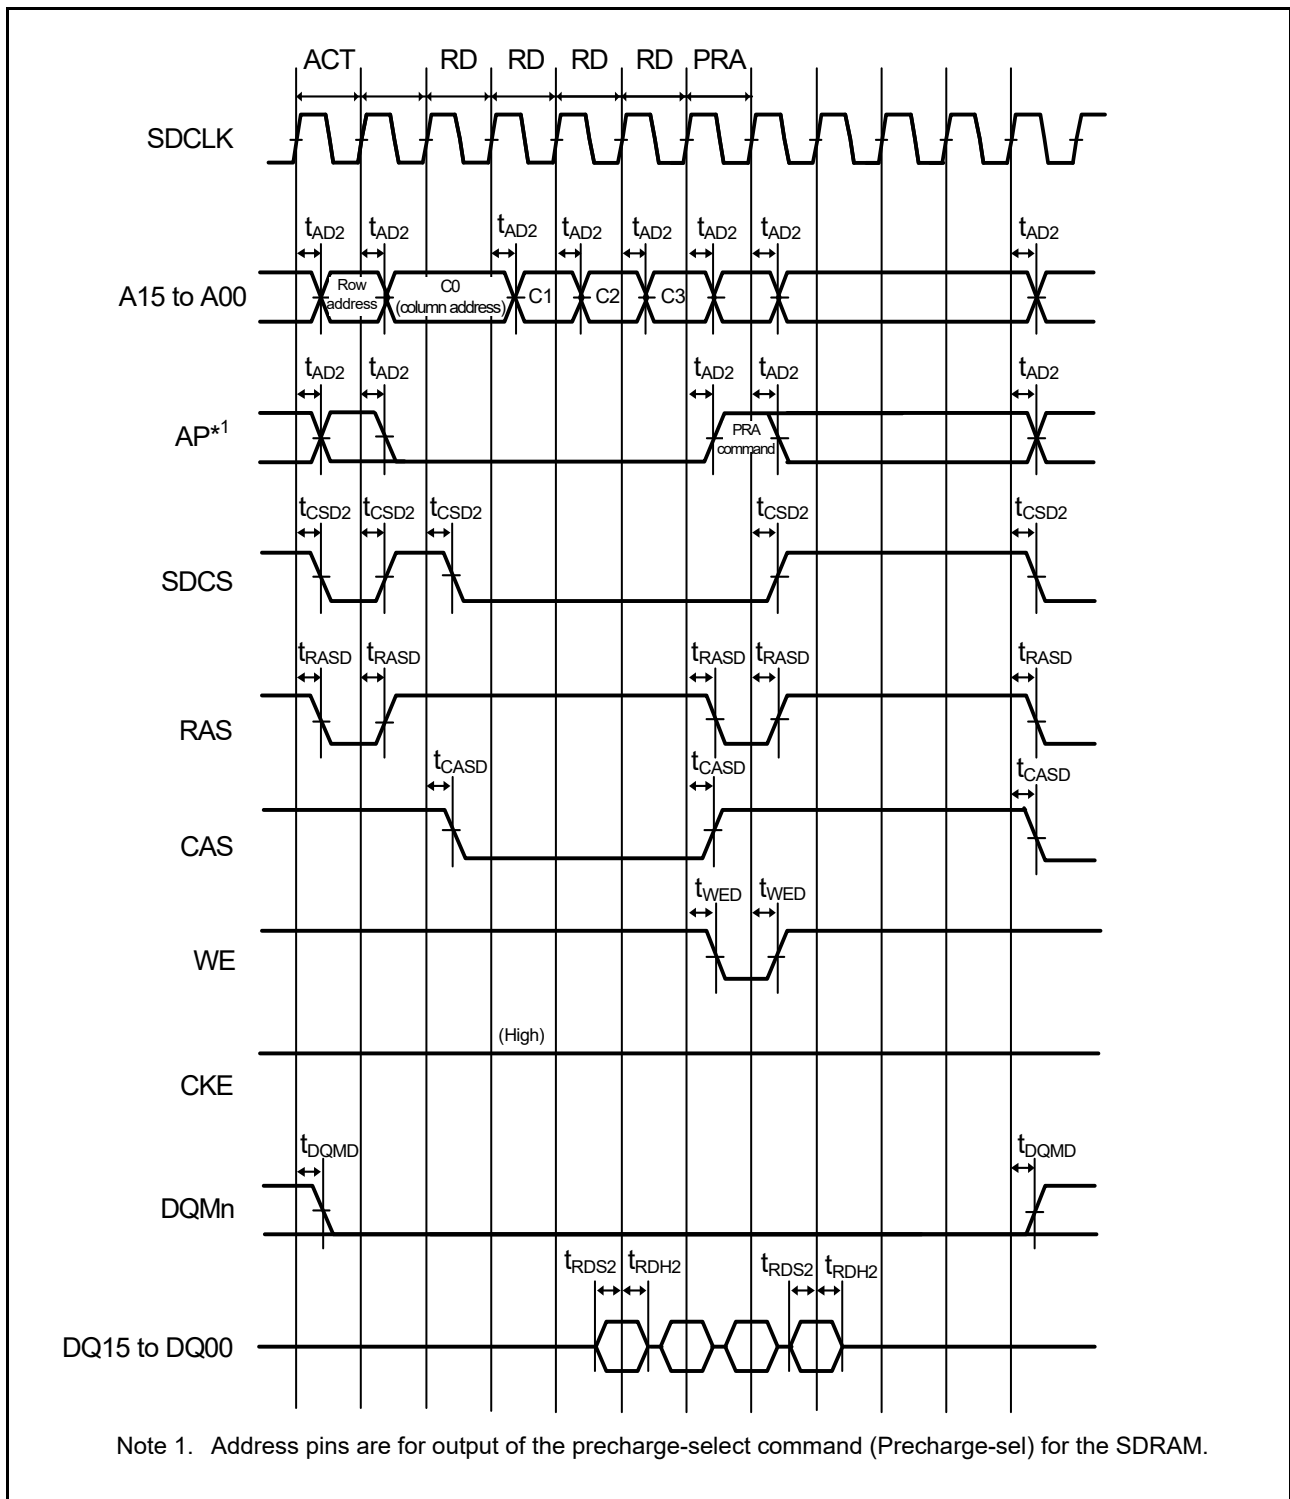 ACT RD RD RD RD PRA
SDCLK
tAD2 tAD2 tAD2 tAD2 tAD2 tAD2 tAD2 tAD2
A15 to A00
Row address
C0 (column address)
C1 C2 C3
tAD2 tAD2 tAD2 tAD2 tAD2
AP*1
PRA command
tCSD2 tCSD2 tCSD2 tCSD2 tCSD2
SDCS
tRASD tRASD tRASD tRASD tRASD
RAS
tCASD tCASD tCASD
CAS
tWED tWED
WE
(High)
CKE
tDQMD tDQMD
DQMn
tRDS2 tRDH2 tRDS2 tRDH2
DQ15 to DQ00
Note 1. Address pins are for output of the precharge-select command (Precharge-sel) for the SDRAM.